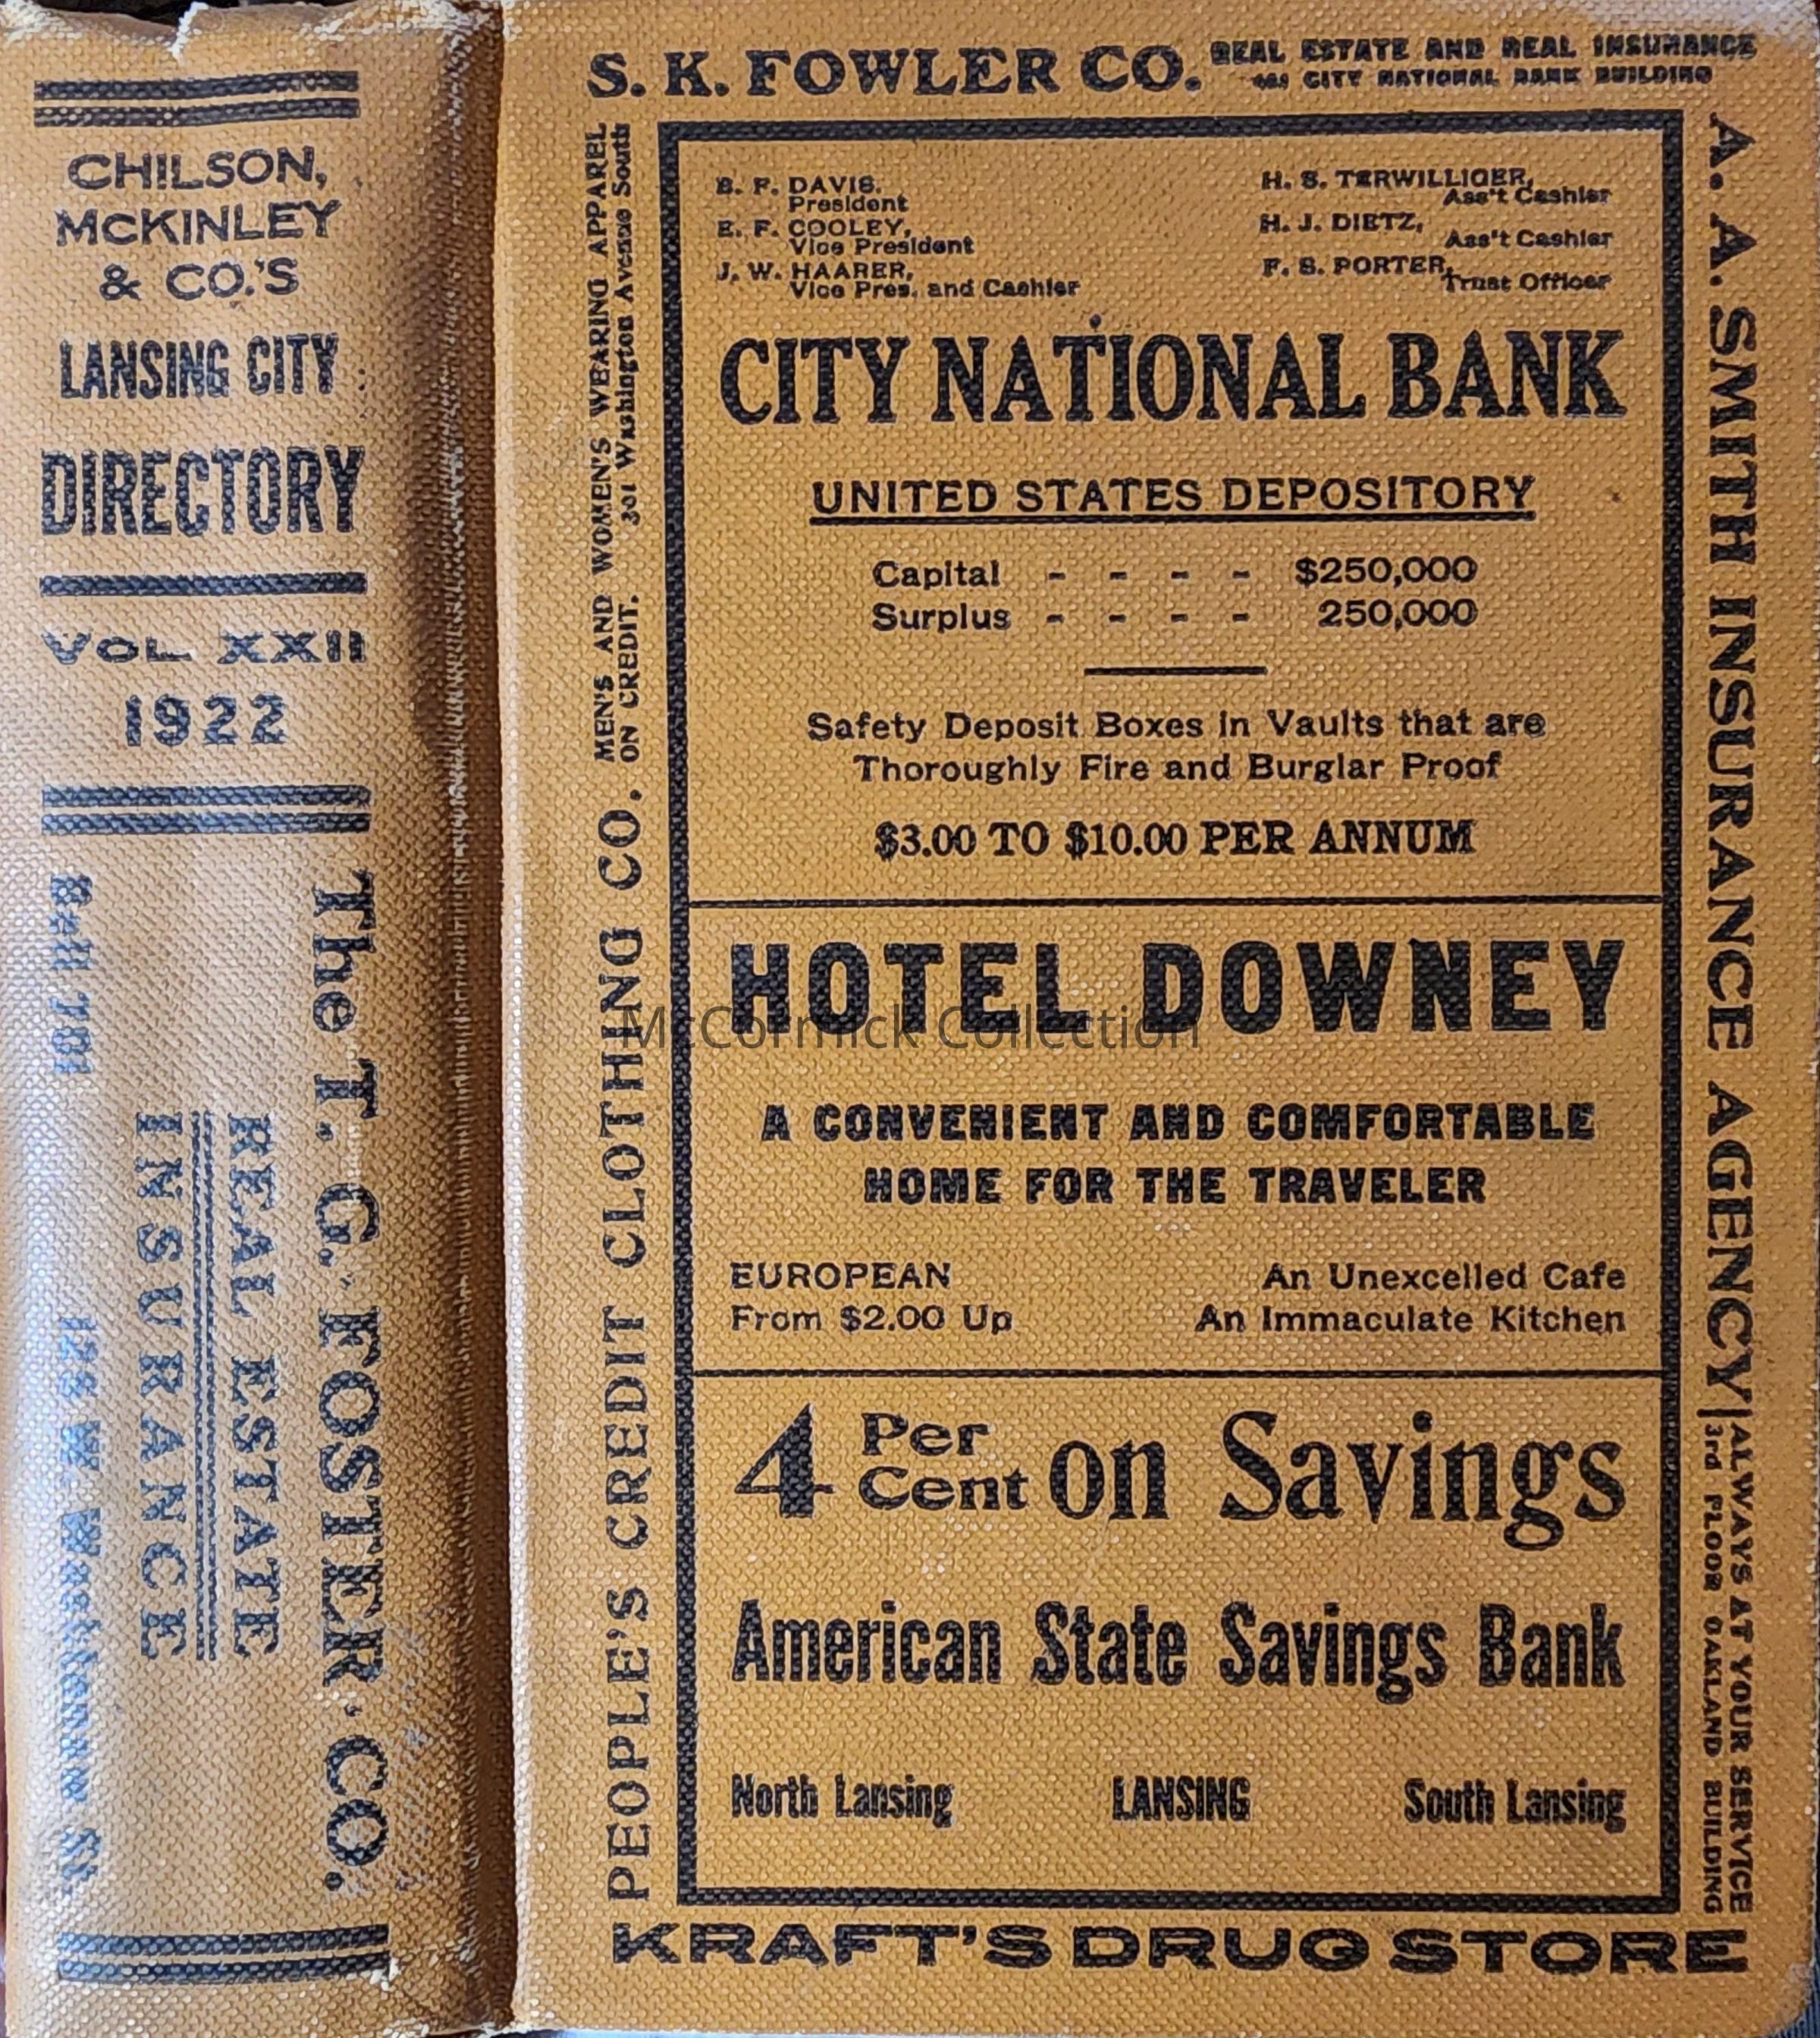 CHILSON,
McKINLEY
& CO.'S
LANSING CITY
DIRECTORY
VOL XXII
1922
The T. G. FOSTER CO.
REAL ESTATE
INSURANCE
Bell
W. St.
S. K. FOWLER CO.
REAL ESTATE AND REAL INSURANCE
CITY NATIONAL BANK BUILDING
PEOPLE'S CREDIT CLOTHING CO.
MEN'S AND WOMEN'S WEARING APPAREL
ON CREDIT. 301 Washington Avenue South
B. F. DAVIS,
President
E. F. COOLEY,
Vice President
J. W. HAARER,
Vice Pres. and Cashier
H. S. TERWILLIGER,
Ass't Cashier
H. J. DIETZ,
Ass't Cashier
F. S. PORTER,
Trust Officer
CITY NATIONAL BANK
UNITED STATES DEPOSITORY
Capital - - - - $250,000
Surplus - - - - 250,000
Safety Deposit Boxes in Vaults that are
Thoroughly Fire and Burglar Proof
$3.00 TO $10.00 PER ANNUM
HOTEL DOWNEY
McCormick Collection
A CONVENIENT AND COMFORTABLE
HOME FOR THE TRAVELER
EUROPEAN An Unexcelled Cafe
From $2.00 Up An Immaculate Kitchen
4 Per Cent on Savings
American State Savings Bank
North Lansing LANSING South Lansing
A. A. SMITH INSURANCE AGENCY
ALWAYS AT YOUR SERVICE
3rd FLOOR OAKLAND BUILDING
KRAFT'S DRUG STORE